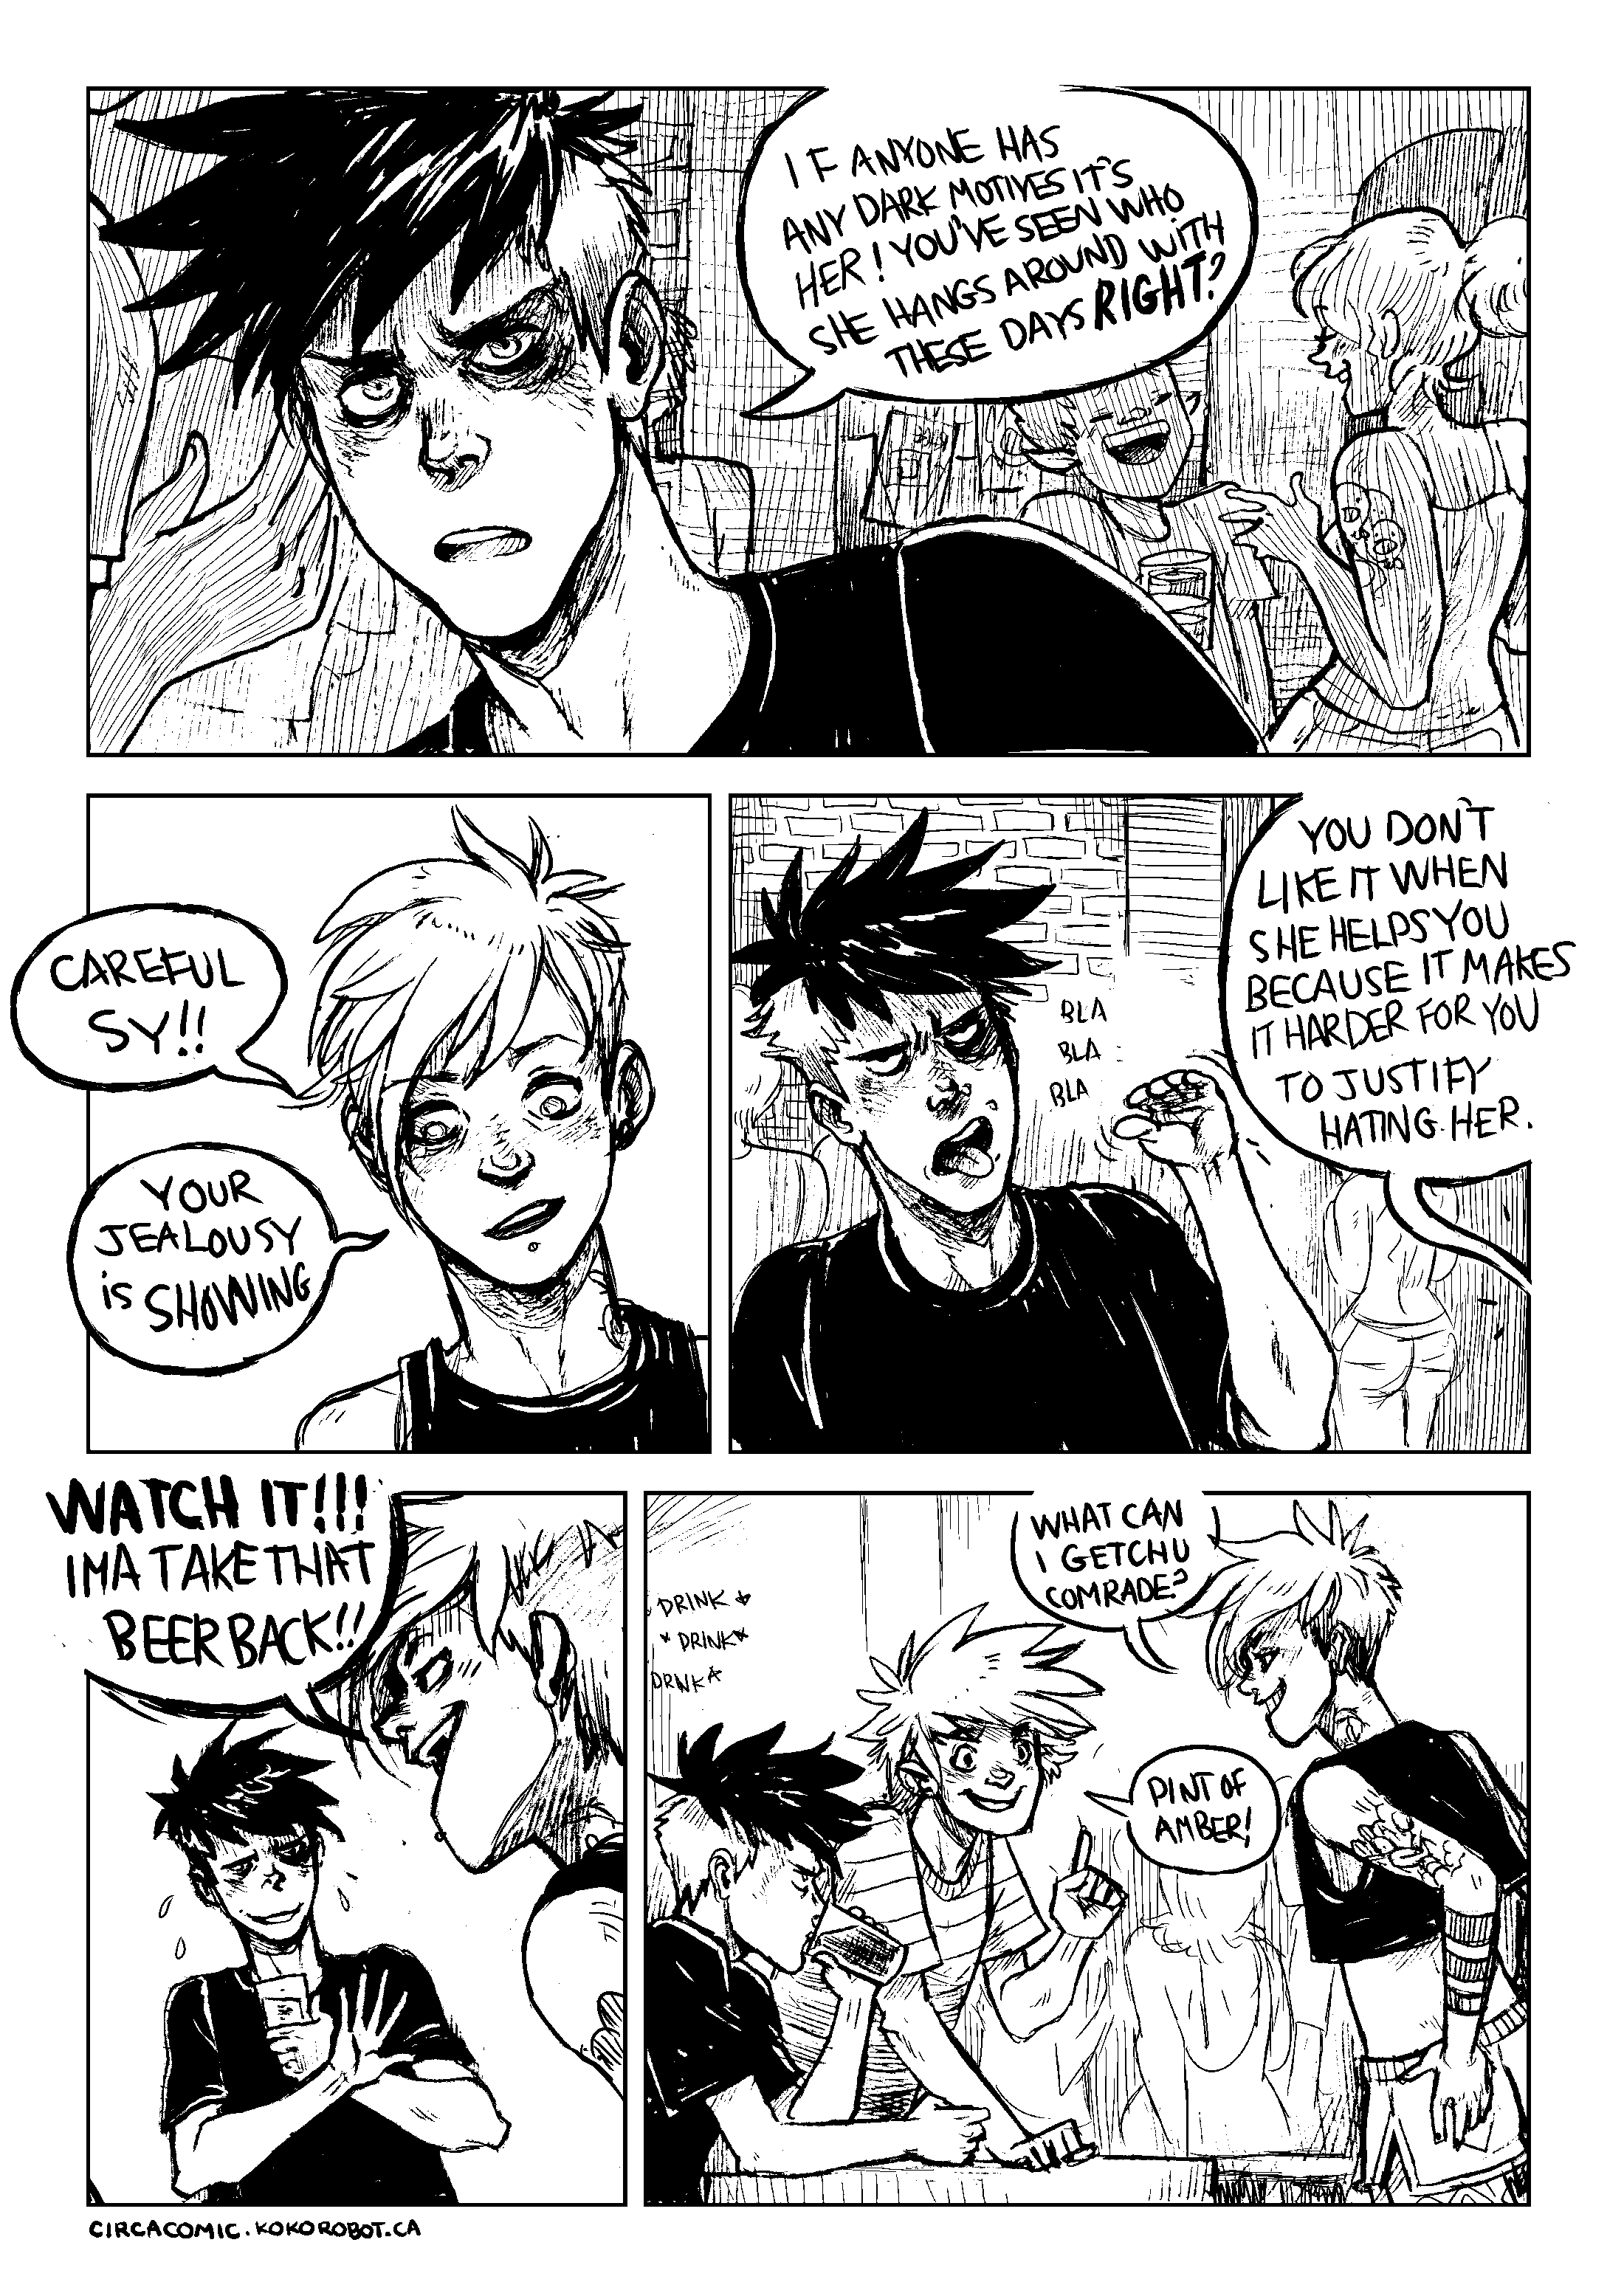 IF ANYONE HAS
ANY DARK MOTIVES IT'S
HER! YOU'VE SEEN WHO
SHE HANGS AROUND WITH
THESE DAYS RIGHT?
CAREFUL
SY!!
YOUR
JEALOUSY
is SHOWING
BLA
BLA
BLA
YOU DON'T
LIKE IT WHEN
SHE HELPS YOU
BECAUSE IT MAKES
IT HARDER FOR YOU
TO JUSTIFY
HATING HER.
WATCH IT!!!
IMA TAKE THAT
BEER BACK!!
WHAT CAN
I GETCHU
COMRADE?
DRINK
DRINK
DRNK
PINT OF
AMBER!
CIRCACOMIC.KOKOROBOT.CA